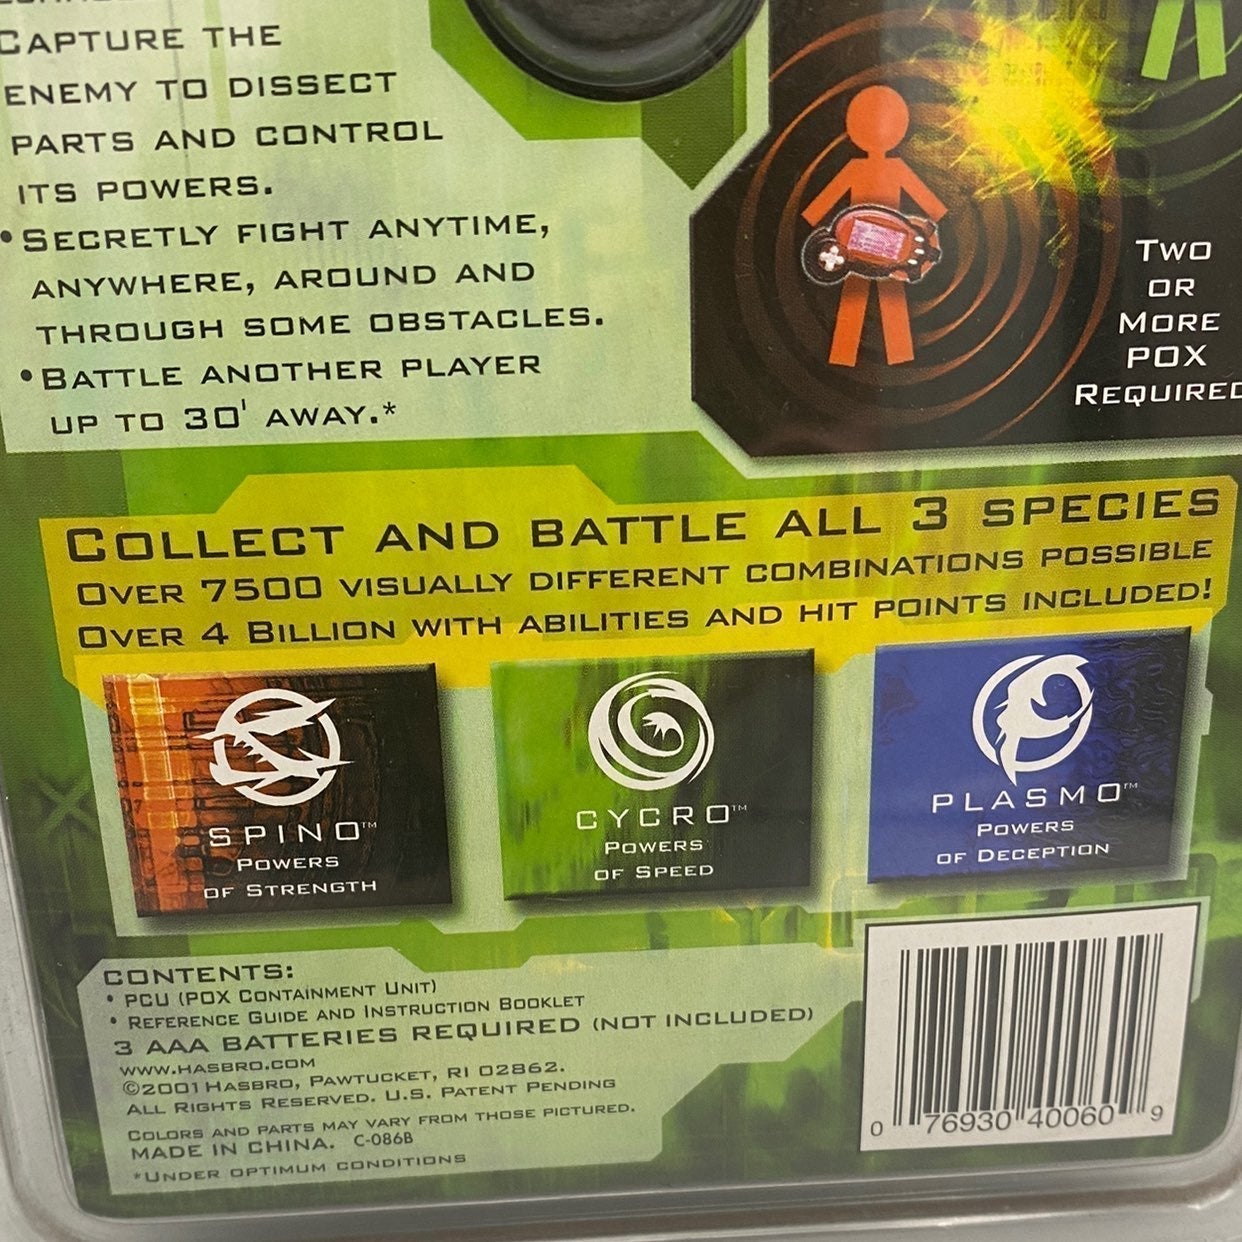 CAPTURE THE
ENEMY TO DISSECT
PARTS AND CONTROL
ITS POWERS.
• SECRETLY FIGHT ANYTIME,
ANYWHERE, AROUND AND
THROUGH SOME OBSTACLES.
• BATTLE ANOTHER PLAYER
UP TO 30' AWAY.*
TWO
OR
MORE
POX
REQUIRED
COLLECT AND BATTLE ALL 3 SPECIES
OVER 7500 VISUALLY DIFFERENT COMBINATIONS POSSIBLE
OVER 4 BILLION WITH ABILITIES AND HIT POINTS INCLUDED!
SPINO™
POWERS
OF STRENGTH
CYCRO™
POWERS
OF SPEED
PLASMO™
POWERS
OF DECEPTION
CONTENTS:
• PCU (POX CONTAINMENT UNIT)
• REFERENCE GUIDE AND INSTRUCTION BOOKLET
3 AAA BATTERIES REQUIRED (NOT INCLUDED)
WWW.HASBRO.COM
©2001 HASBRO, PAWTUCKET, RI 02862.
ALL RIGHTS RESERVED. U.S. PATENT PENDING
COLORS AND PARTS MAY VARY FROM THOSE PICTURED.
MADE IN CHINA. C-086B
*UNDER OPTIMUM CONDITIONS
0 76930 40060 9